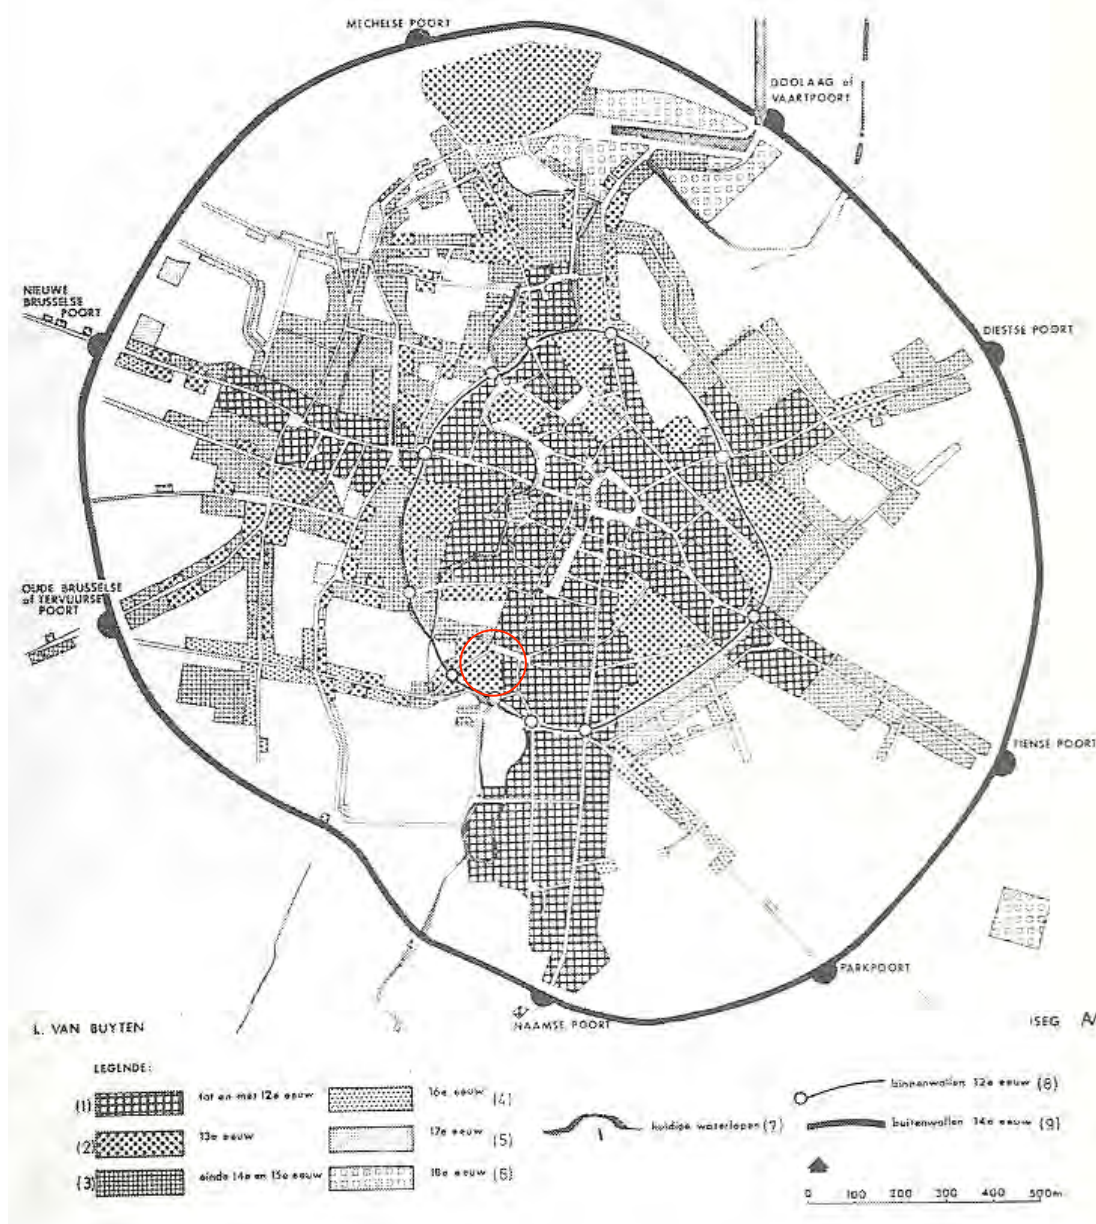 MECHELSE POORT
DOOLAAG of
VAARTPOORT
NIEUWE
BRUSSELSE
POORT
DIESTSE POORT
OUDE BRUSSELSE
of TERVUURSE
POORT
TIENSE POORT
PARKPOORT
NAAMSE POORT
L. VAN BUYTEN
ISEG
LEGENDE:
(1) tot en met 12e eeuw
(2) 13e eeuw
(3) einde 14e en 15e eeuw
16e eeuw (4)
17e eeuw (5)
18e eeuw (6)
huidige waterlopen (7)
binnenwallen 12e eeuw (8)
buitenwallen 14e eeuw (9)
0 100 200 300 400 500m